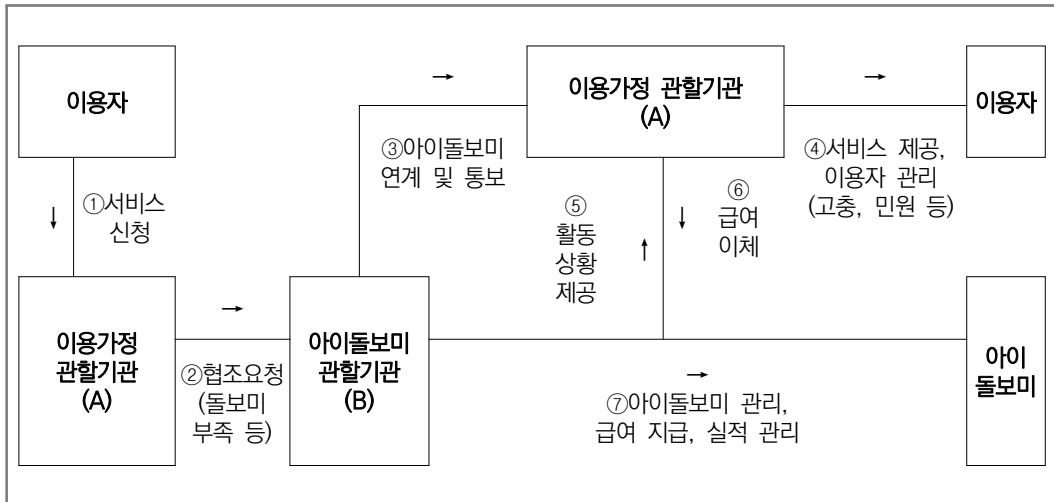 이용자
①서비스
신청
↓
이용가정
관할기관
(A)
→
②협조요청
(돌보미
부족 등)
아이돌보미
관할기관
(B)
→
③아이돌보미
연계 및 통보
이용가정 관할기관
(A)
→
④서비스 제공,
이용자 관리
(고충, 민원 등)
이용자
⑤
활동
상황
제공
↑
⑥
급여
이체
↓
→
⑦아이돌보미 관리,
급여 지급, 실적 관리
아이
돌보미